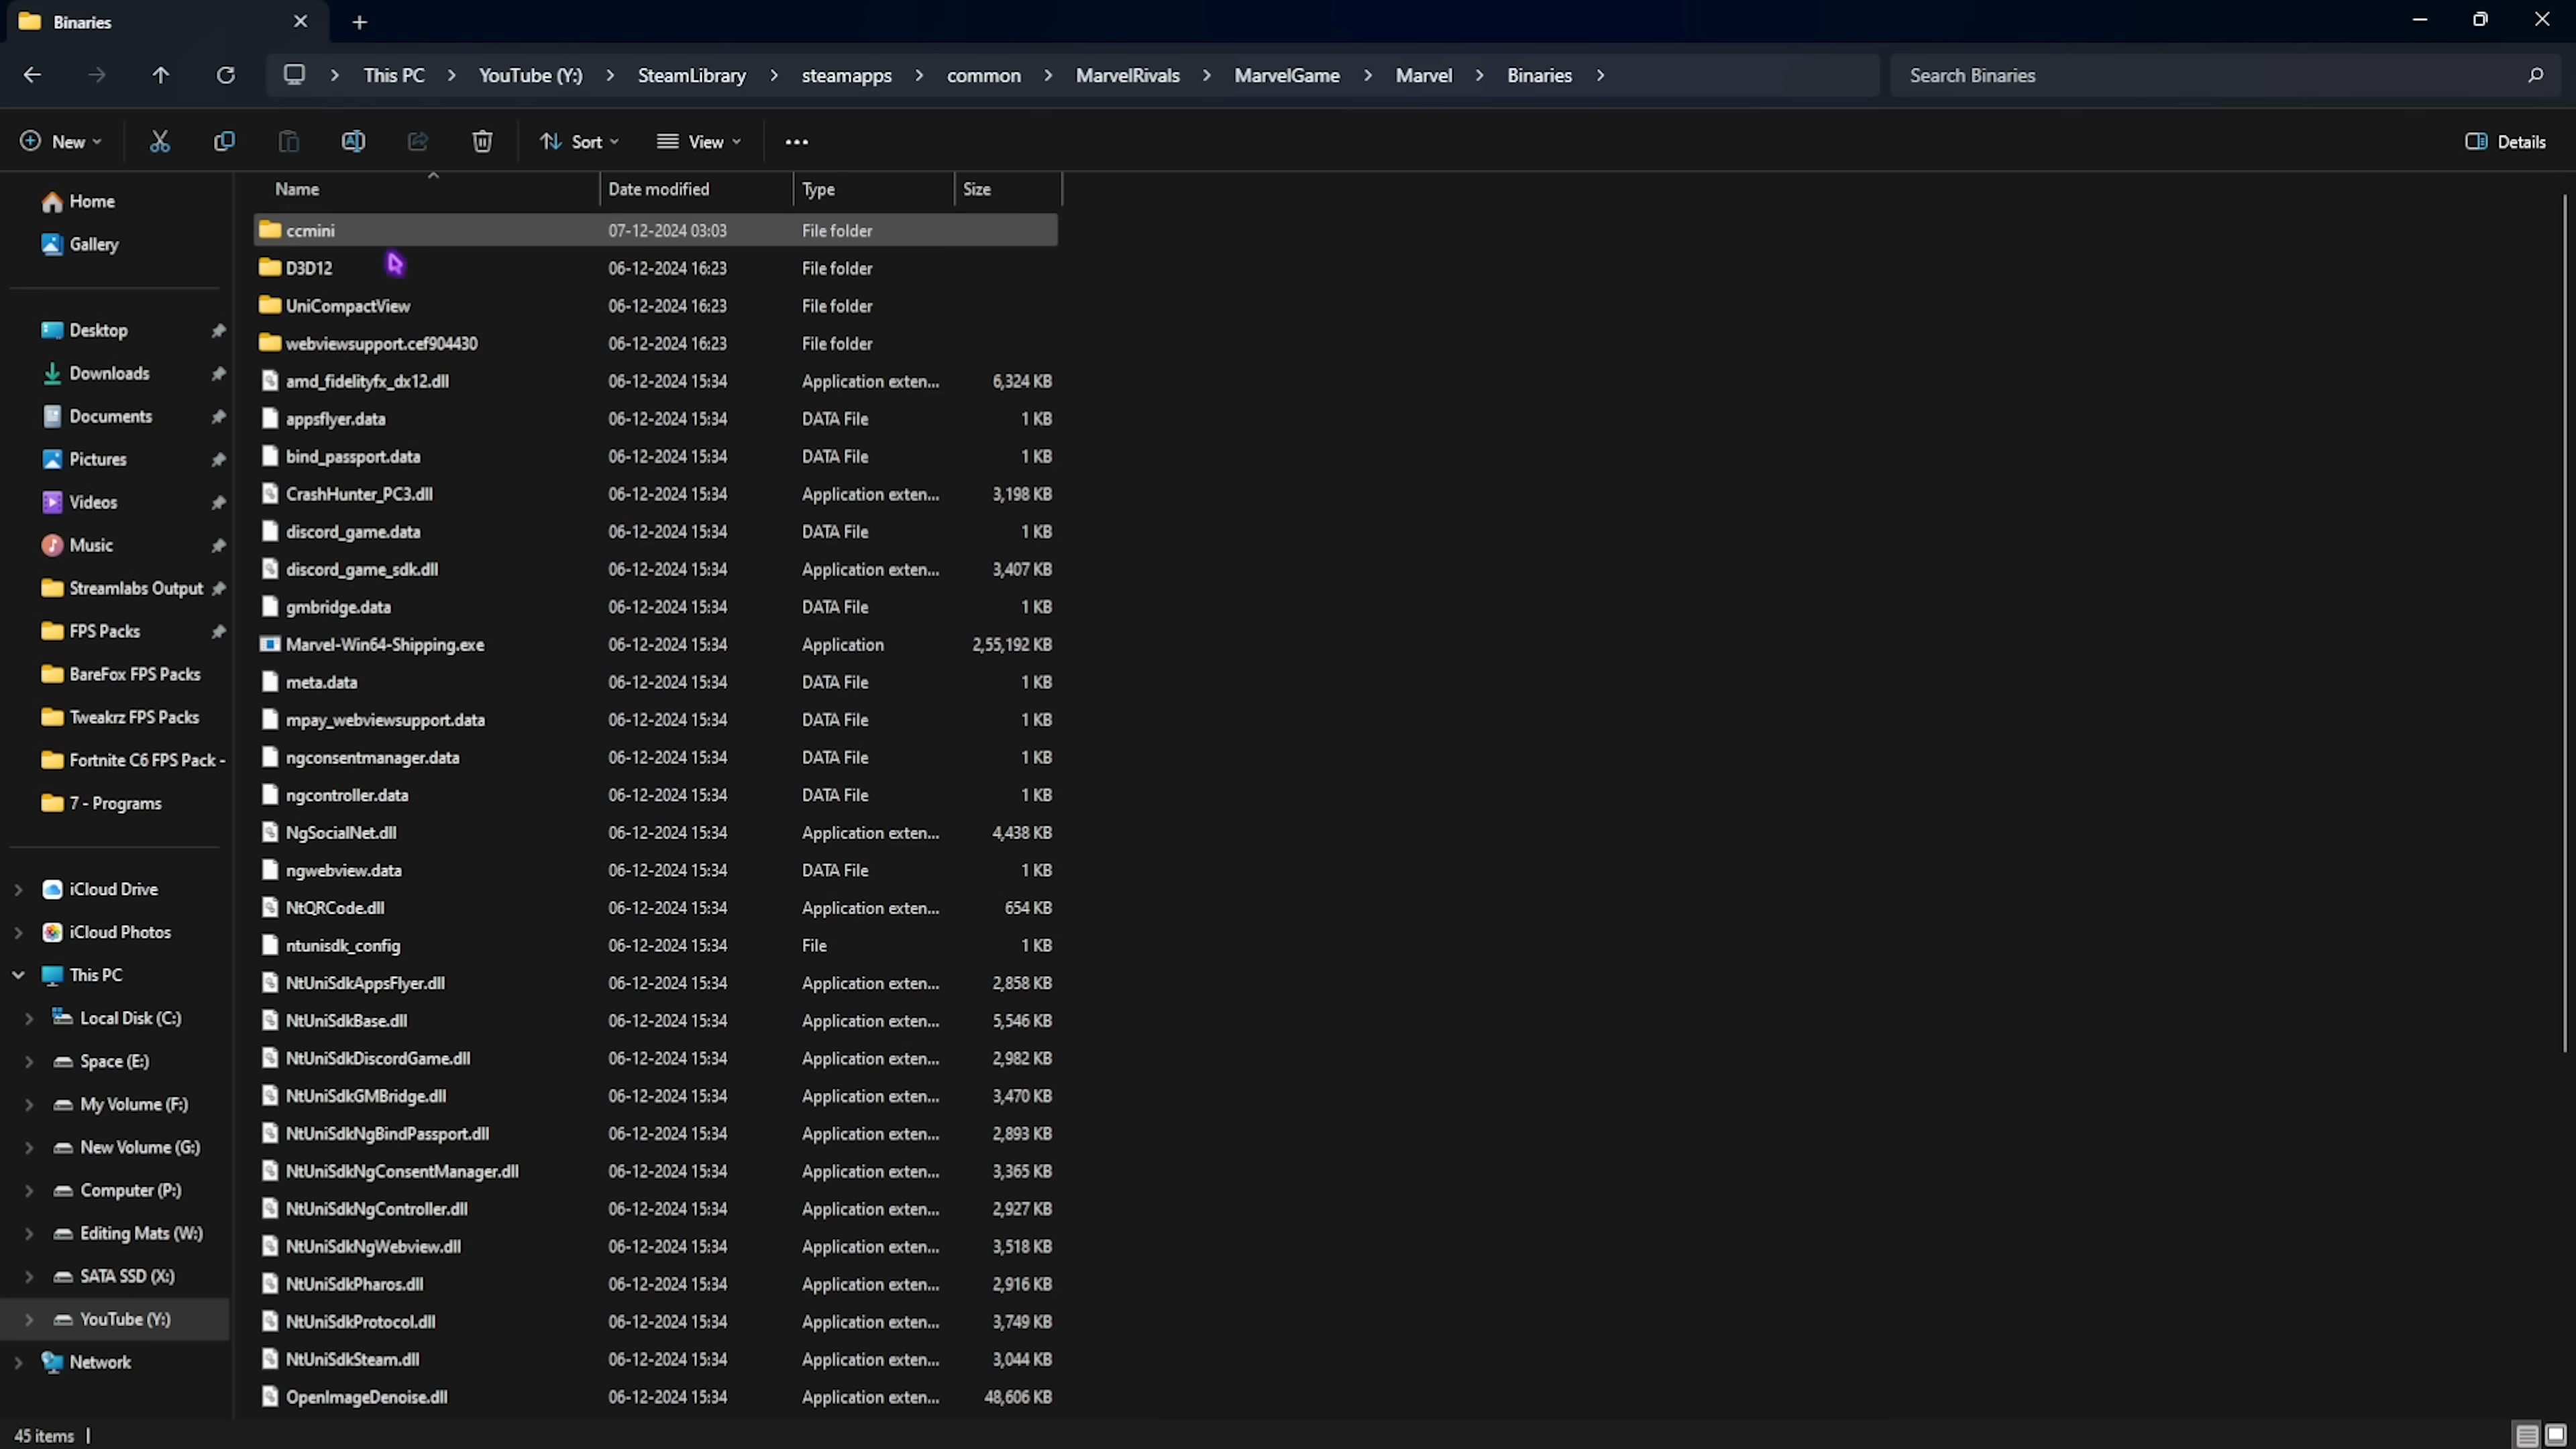 Binaries
This PC YouTube (Y:) SteamLibrary steamapps common MarvelRivals MarvelGame Marvel Binaries
Search Binaries
New
Sort
View
Details
Name Date modified Type Size
Home
Gallery
Desktop
Downloads
Documents
Pictures
Videos
Music
Streamlabs Output
FPS Packs
BareFox FPS Packs
Tweakrz FPS Packs
Fortnite C6 FPS Pack -
7 - Programs
iCloud Drive
iCloud Photos
This PC
Local Disk (C:)
Space (E:)
My Volume (F:)
New Volume (G:)
Computer (P:)
Editing Mats (W:)
SATA SSD (X:)
YouTube (Y:)
Network
ccmini 07-12-2024 03:03 File folder
D3D12 06-12-2024 16:23 File folder
UniCompactView 06-12-2024 16:23 File folder
webviewsupport.cef904430 06-12-2024 16:23 File folder
amd_fidelityfx_dx12.dll 06-12-2024 15:34 Application exten... 6,324 KB
appsflyer.data 06-12-2024 15:34 DATA File 1 KB
bind_passport.data 06-12-2024 15:34 DATA File 1 KB
CrashHunter_PC3.dll 06-12-2024 15:34 Application exten... 3,198 KB
discord_game.data 06-12-2024 15:34 DATA File 1 KB
discord_game_sdk.dll 06-12-2024 15:34 Application exten... 3,407 KB
gmbridge.data 06-12-2024 15:34 DATA File 1 KB
Marvel-Win64-Shipping.exe 06-12-2024 15:34 Application 2,55,192 KB
meta.data 06-12-2024 15:34 DATA File 1 KB
mpay_webviewsupport.data 06-12-2024 15:34 DATA File 1 KB
ngconsentmanager.data 06-12-2024 15:34 DATA File 1 KB
ngcontroller.data 06-12-2024 15:34 DATA File 1 KB
NgSocialNet.dll 06-12-2024 15:34 Application exten... 4,438 KB
ngwebview.data 06-12-2024 15:34 DATA File 1 KB
NtQRCode.dll 06-12-2024 15:34 Application exten... 654 KB
ntunisdk_config 06-12-2024 15:34 File 1 KB
NtUniSdkAppsFlyer.dll 06-12-2024 15:34 Application exten... 2,858 KB
NtUniSdkBase.dll 06-12-2024 15:34 Application exten... 5,546 KB
NtUniSdkDiscordGame.dll 06-12-2024 15:34 Application exten... 2,982 KB
NtUniSdkGMBridge.dll 06-12-2024 15:34 Application exten... 3,470 KB
NtUniSdkNgBindPassport.dll 06-12-2024 15:34 Application exten... 2,893 KB
NtUniSdkNgConsentManager.dll 06-12-2024 15:34 Application exten... 3,365 KB
NtUniSdkNgController.dll 06-12-2024 15:34 Application exten... 2,927 KB
NtUniSdkNgWebview.dll 06-12-2024 15:34 Application exten... 3,518 KB
NtUniSdkPharos.dll 06-12-2024 15:34 Application exten... 2,916 KB
NtUniSdkProtocol.dll 06-12-2024 15:34 Application exten... 3,749 KB
NtUniSdkSteam.dll 06-12-2024 15:34 Application exten... 3,044 KB
OpenImageDenoise.dll 06-12-2024 15:34 Application exten... 48,606 KB
45 items